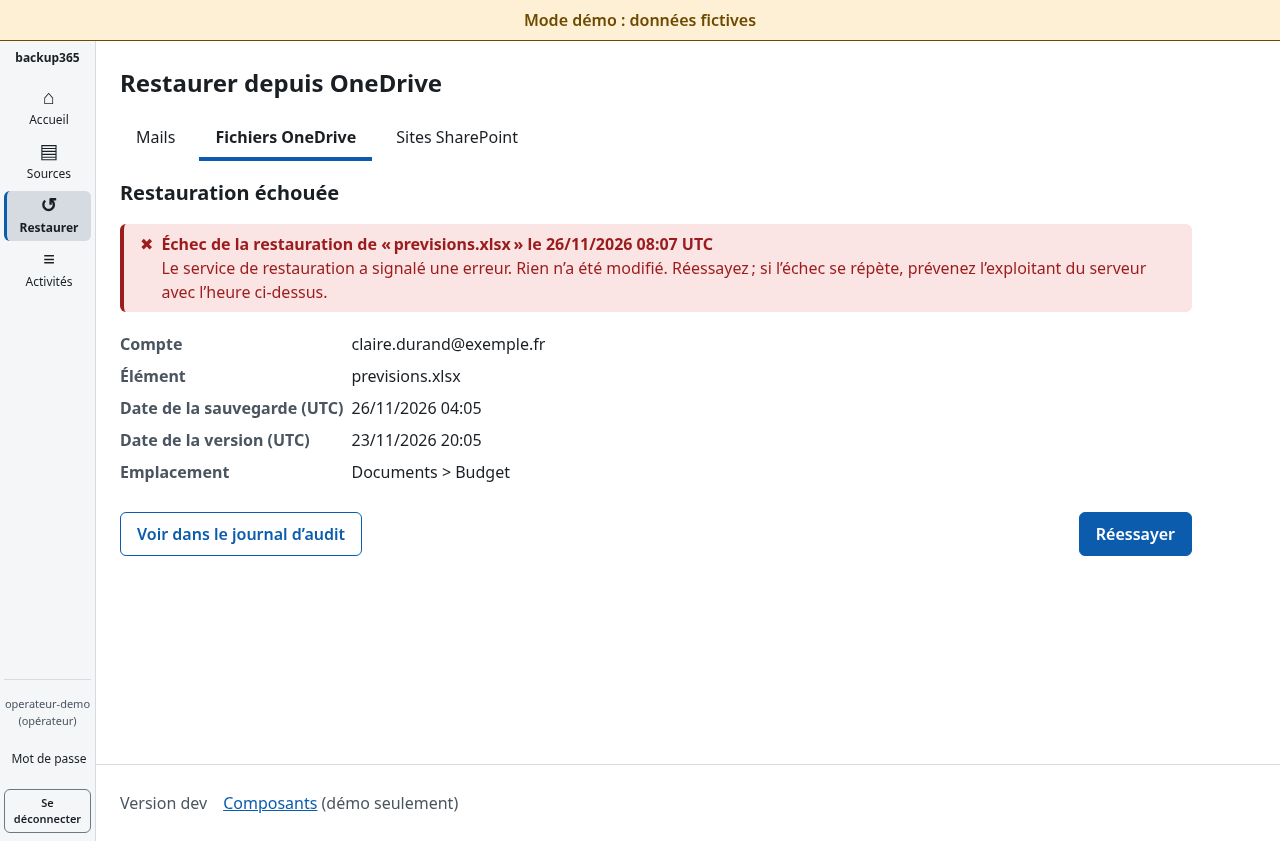 Mode démo : données fictives
backup365
Accueil
Sources
Restaurer
Activités
operateur-demo
(opérateur)
Mot de passe
Se
déconnecter
Restaurer depuis OneDrive
Mails
Fichiers OneDrive
Sites SharePoint
Restauration échouée
✖ Échec de la restauration de « previsions.xlsx » le 26/11/2026 08:07 UTC
Le service de restauration a signalé une erreur. Rien n’a été modifié. Réessayez ; si l’échec se répète, prévenez l’exploitant du serveur
avec l’heure ci-dessus.
Compte claire.durand@exemple.fr
Élément previsions.xlsx
Date de la sauvegarde (UTC) 26/11/2026 04:05
Date de la version (UTC) 23/11/2026 20:05
Emplacement Documents > Budget
Voir dans le journal d’audit
Réessayer
Version dev Composants (démo seulement)